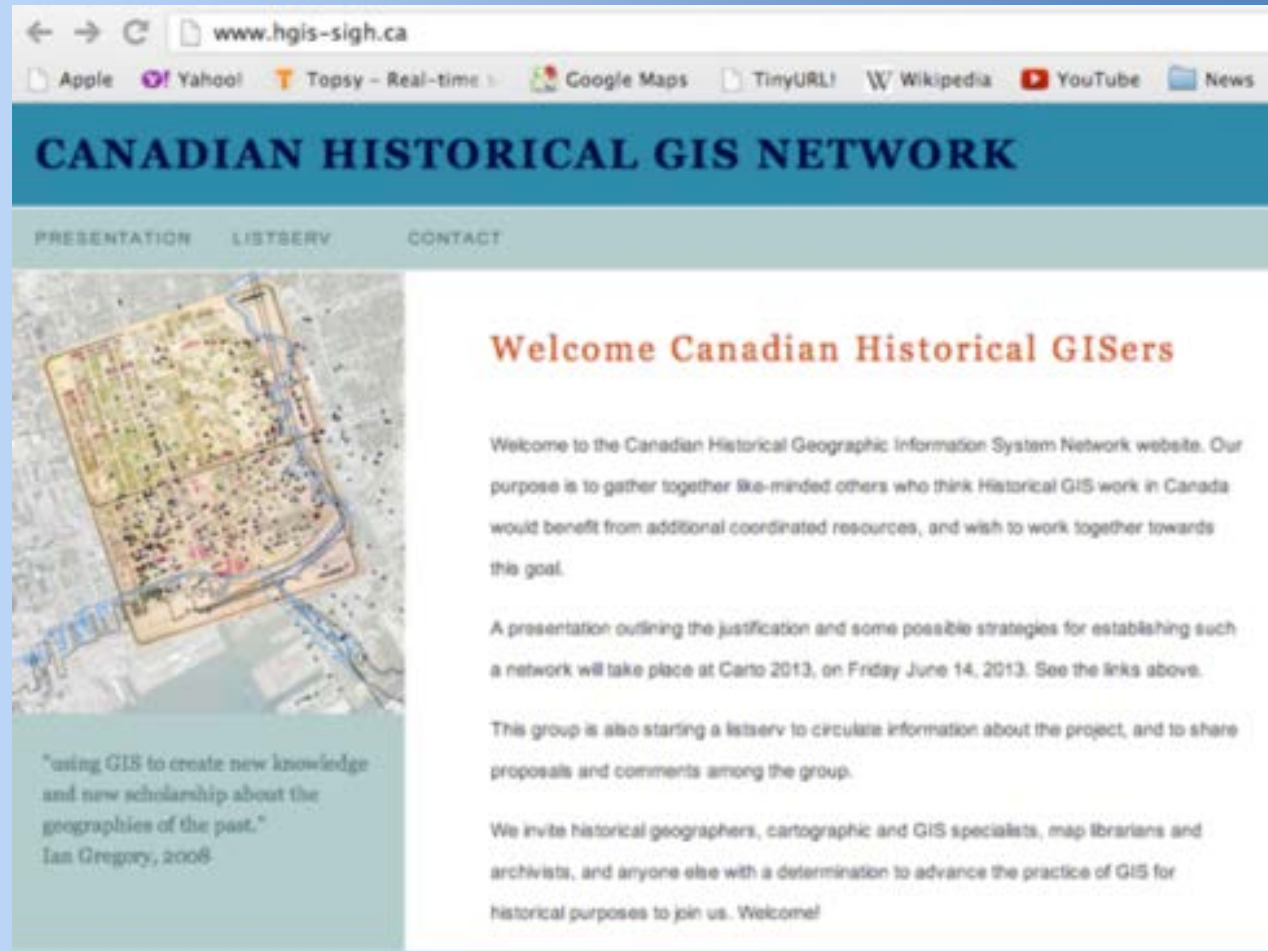 www.hgis-sigh.ca
Apple Yahoo! Topsy - Real-time Google Maps TinyURL! Wikipedia YouTube News
CANADIAN HISTORICAL GIS NETWORK
PRESENTATION LISTSERV CONTACT
Welcome Canadian Historical GISers
Welcome to the Canadian Historical Geographic Information System Network website. Our
purpose is to gather together like-minded others who think Historical GIS work in Canada
would benefit from additional coordinated resources, and wish to work together towards
this goal.
A presentation outlining the justification and some possible strategies for establishing such
a network will take place at Carto 2013, on Friday June 14, 2013. See the links above.
This group is also starting a listserv to circulate information about the project, and to share
proposals and comments among the group.
We invite historical geographers, cartographic and GIS specialists, map librarians and
archivists, and anyone else with a determination to advance the practice of GIS for
historical purposes to join us. Welcome!
"using GIS to create new knowledge
and new scholarship about the
geographies of the past."
Ian Gregory, 2008